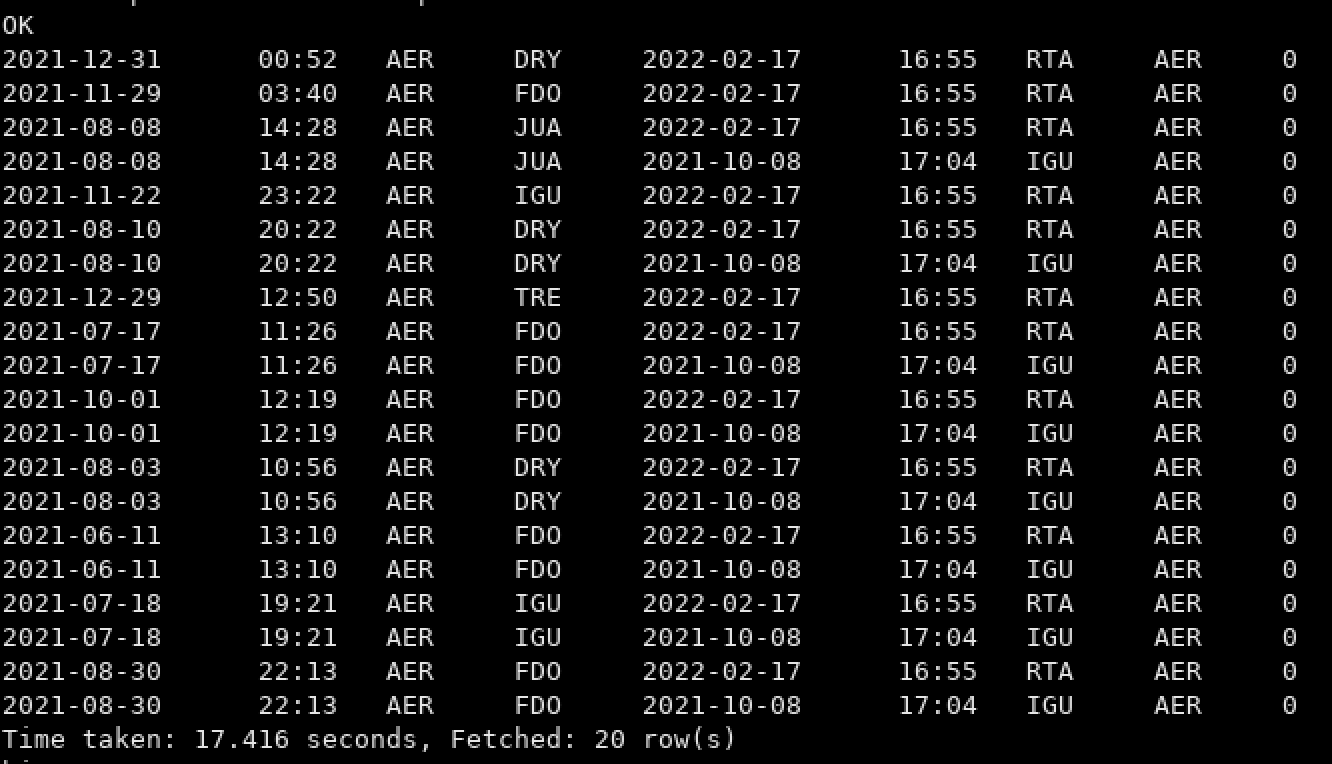 OK
2021-12-31 00:52 AER DRY 2022-02-17 16:55 RTA AER 0
2021-11-29 03:40 AER FDO 2022-02-17 16:55 RTA AER 0
2021-08-08 14:28 AER JUA 2022-02-17 16:55 RTA AER 0
2021-08-08 14:28 AER JUA 2021-10-08 17:04 IGU AER 0
2021-11-22 23:22 AER IGU 2022-02-17 16:55 RTA AER 0
2021-08-10 20:22 AER DRY 2022-02-17 16:55 RTA AER 0
2021-08-10 20:22 AER DRY 2021-10-08 17:04 IGU AER 0
2021-12-29 12:50 AER TRE 2022-02-17 16:55 RTA AER 0
2021-07-17 11:26 AER FDO 2022-02-17 16:55 RTA AER 0
2021-07-17 11:26 AER FDO 2021-10-08 17:04 IGU AER 0
2021-10-01 12:19 AER FDO 2022-02-17 16:55 RTA AER 0
2021-10-01 12:19 AER FDO 2021-10-08 17:04 IGU AER 0
2021-08-03 10:56 AER DRY 2022-02-17 16:55 RTA AER 0
2021-08-03 10:56 AER DRY 2021-10-08 17:04 IGU AER 0
2021-06-11 13:10 AER FDO 2022-02-17 16:55 RTA AER 0
2021-06-11 13:10 AER FDO 2021-10-08 17:04 IGU AER 0
2021-07-18 19:21 AER IGU 2022-02-17 16:55 RTA AER 0
2021-07-18 19:21 AER IGU 2021-10-08 17:04 IGU AER 0
2021-08-30 22:13 AER FDO 2022-02-17 16:55 RTA AER 0
2021-08-30 22:13 AER FDO 2021-10-08 17:04 IGU AER 0
Time taken: 17.416 seconds, Fetched: 20 row(s)